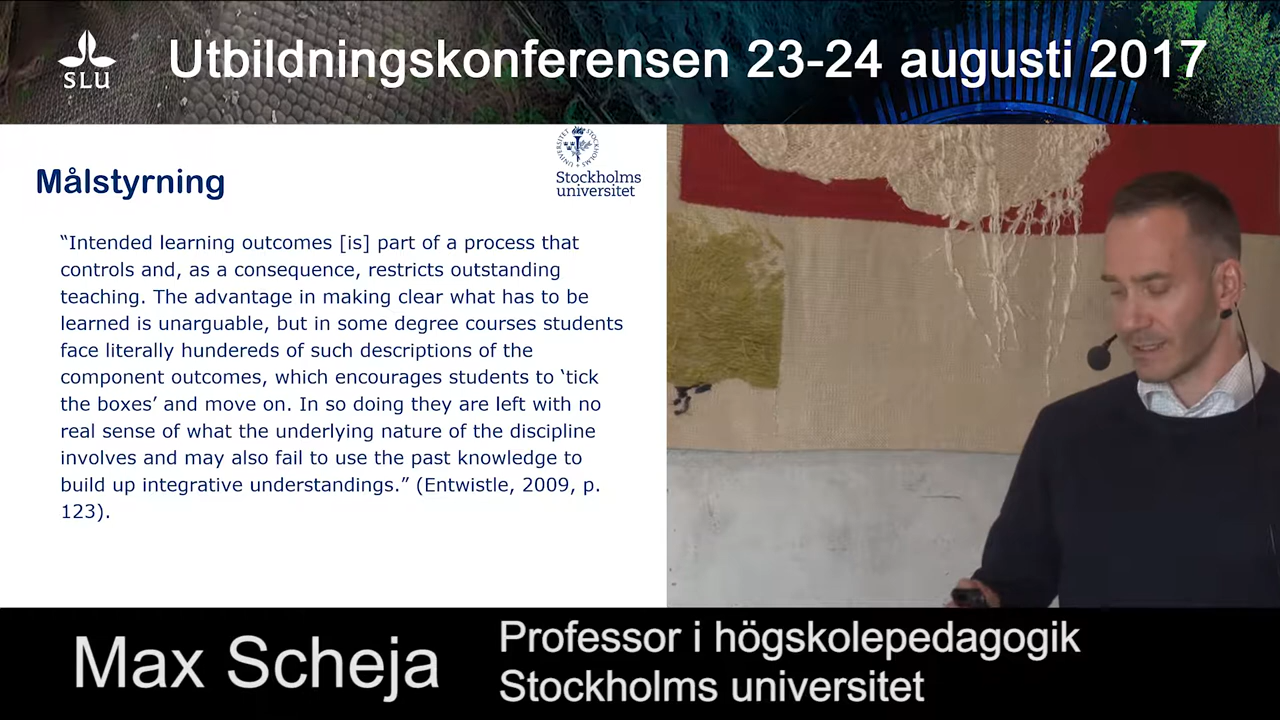 SLU
Utbildningskonferensen 23-24 augusti 2017
Målstyrning
Stockholms
universitet
“Intended learning outcomes [is] part of a process that
controls and, as a consequence, restricts outstanding
teaching. The advantage in making clear what has to be
learned is unarguable, but in some degree courses students
face literally hundereds of such descriptions of the
component outcomes, which encourages students to ‘tick
the boxes’ and move on. In so doing they are left with no
real sense of what the underlying nature of the discipline
involves and may also fail to use the past knowledge to
build up integrative understandings.” (Entwistle, 2009, p.
123).
Max Scheja
Professor i högskolepedagogik
Stockholms universitet